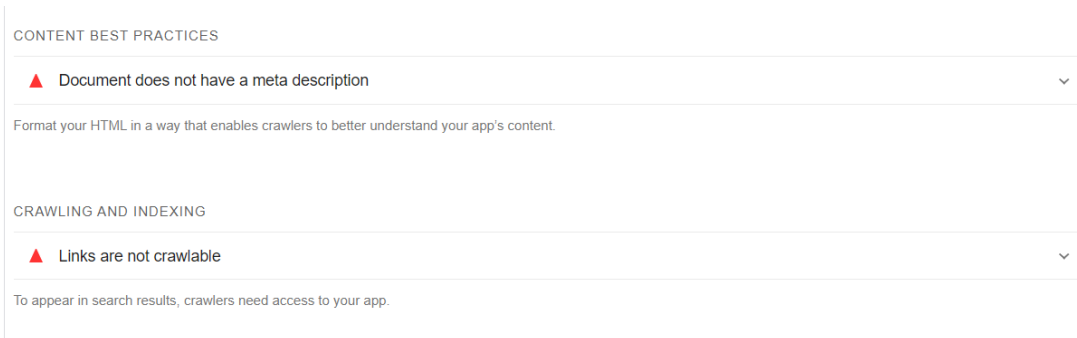 CONTENT BEST PRACTICES
Document does not have a meta description
Format your HTML in a way that enables crawlers to better understand your app's content.
CRAWLING AND INDEXING
Links are not crawlable
To appear in search results, crawlers need access to your app.